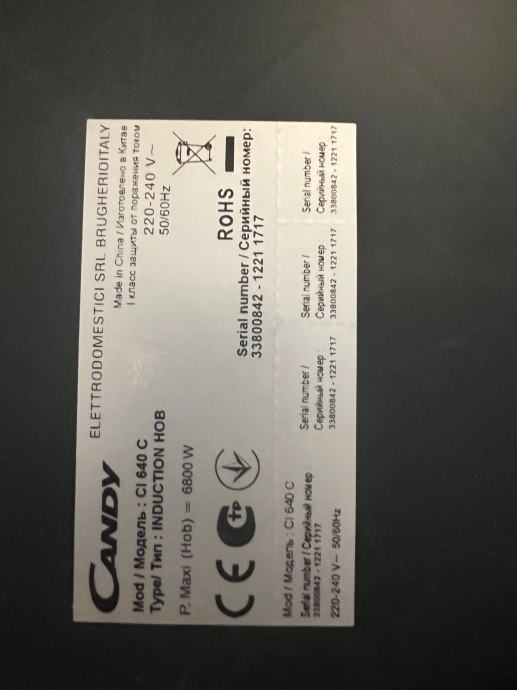 CANDY
ELETTRODOMESTICI SRL BRUGHERIOITALY
Made in China / Изготовлено в Китае
I класс защиты от поражения током
Mod / Модель : CI 640 C
220-240 V~
Type/ Тип : INDUCTION HOB
50/60Hz
P. Maxi (Hob) = 6800 W
CE
ROHS
Serial number / Серийный номер:
33800842 - 1221 1717
Mod / Модель : CI 640 C
Serial number / Серийный номер :
33800842 - 1221 1717
220-240 V~ 50/60Hz
Serial number /
Серийный номер :
33800842 - 1221 1717
Serial number /
Серийный номер
33800842 - 1221 1717
Serial number /
Серийный номер :
33800842 - 1221 1717